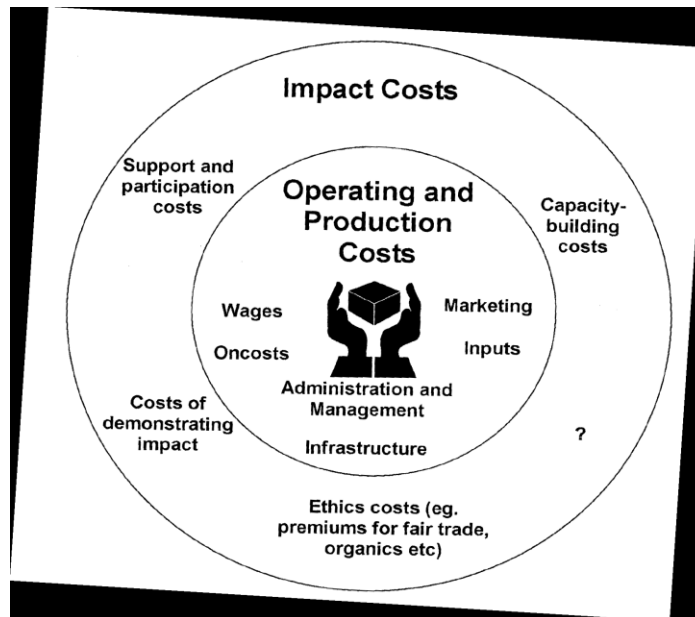 Impact Costs
Support and
participation
costs
Operating and
Production
Costs
Capacity-
building
costs
Wages
Marketing
Oncosts
Inputs
Administration and
Management
Infrastructure
Costs of
demonstrating
impact
?
Ethics costs (eg.
premiums for fair trade,
organics etc)